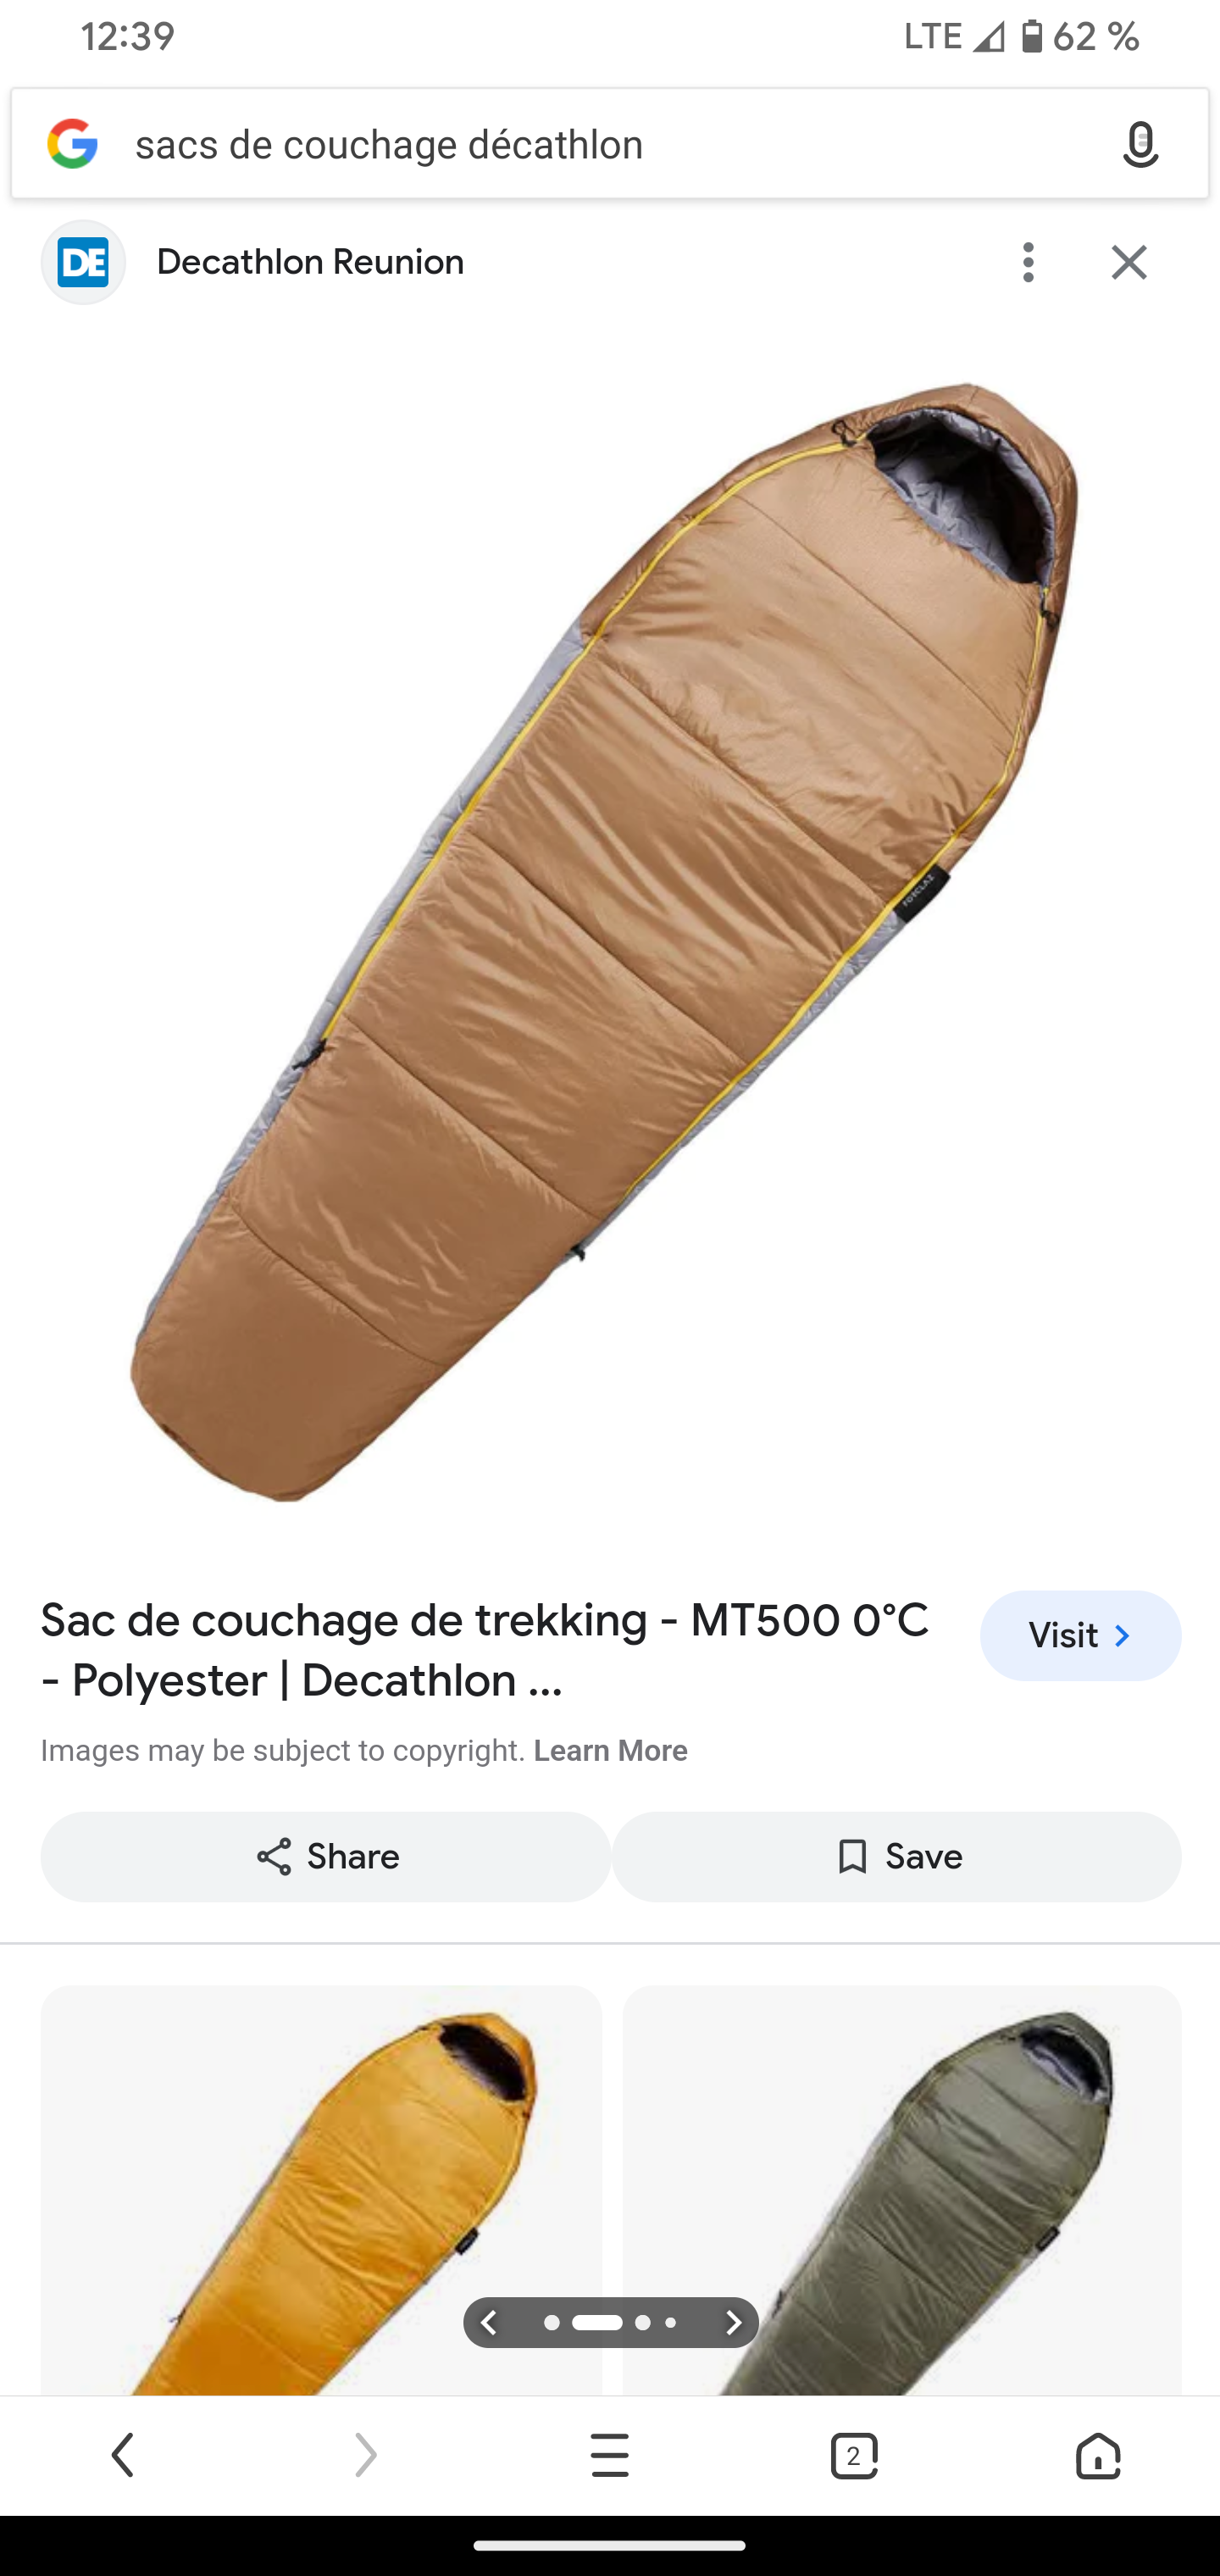 12:39
LTE 62 %
sacs de couchage décathlon
DE
Decathlon Reunion
FORCLAZ
Sac de couchage de trekking - MT500 0°C
- Polyester | Decathlon ...
Visit
Images may be subject to copyright. Learn More
Share
Save
2